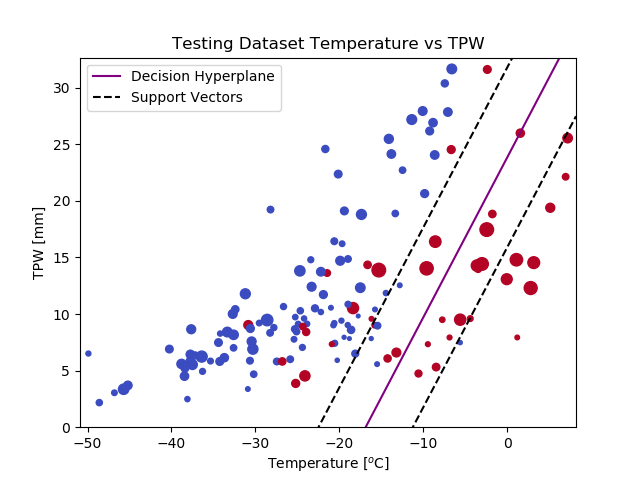 Testing Dataset Temperature vs TPW
Decision Hyperplane
Support Vectors
TPW [mm]
30
25
20
15
10
5
0
−50
−40
−30
−20
−10
0
Temperature [°C]